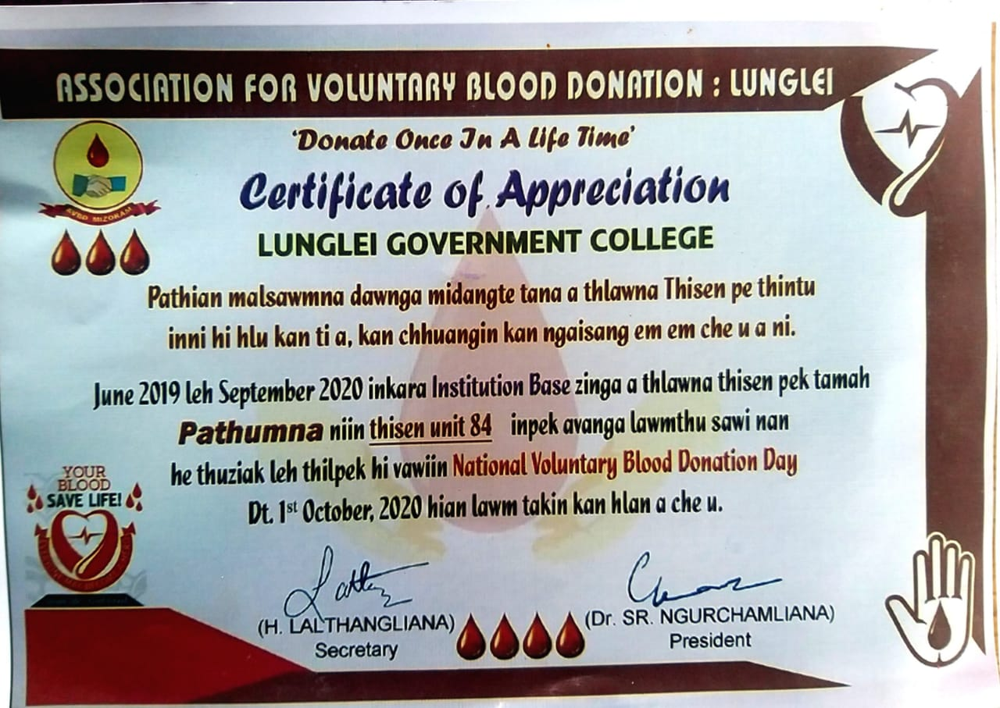 ASSOCIATION FOR VOLUNTARY BLOOD DONATION : LUNGLEI
'Donate Once In A Life Time'
Certificate of Appreciation
AVBD MIZORAM
LUNGLEI GOVERNMENT COLLEGE
Pathian malsawmna dawnga midangte tana a thlawna Thisen pe thintu
inni hi hlu kan ti a, kan chhuangin kan ngaisang em em che u a ni.
June 2019 leh September 2020 inkara Institution Base zinga a thlawna thisen pek tamah
Pathumna niin thisen unit 84 inpek avanga lawmthu sawi nan
he thuziak leh thilpek hi vawiin National Voluntary Blood Donation Day
Dt. 1st October, 2020 hian lawm takin kan hlan a che u.
YOUR
BLOOD
SAVE LIFE!
(H. LALTHANGLIANA)
Secretary
(Dr. SR. NGURCHAMLIANA)
President